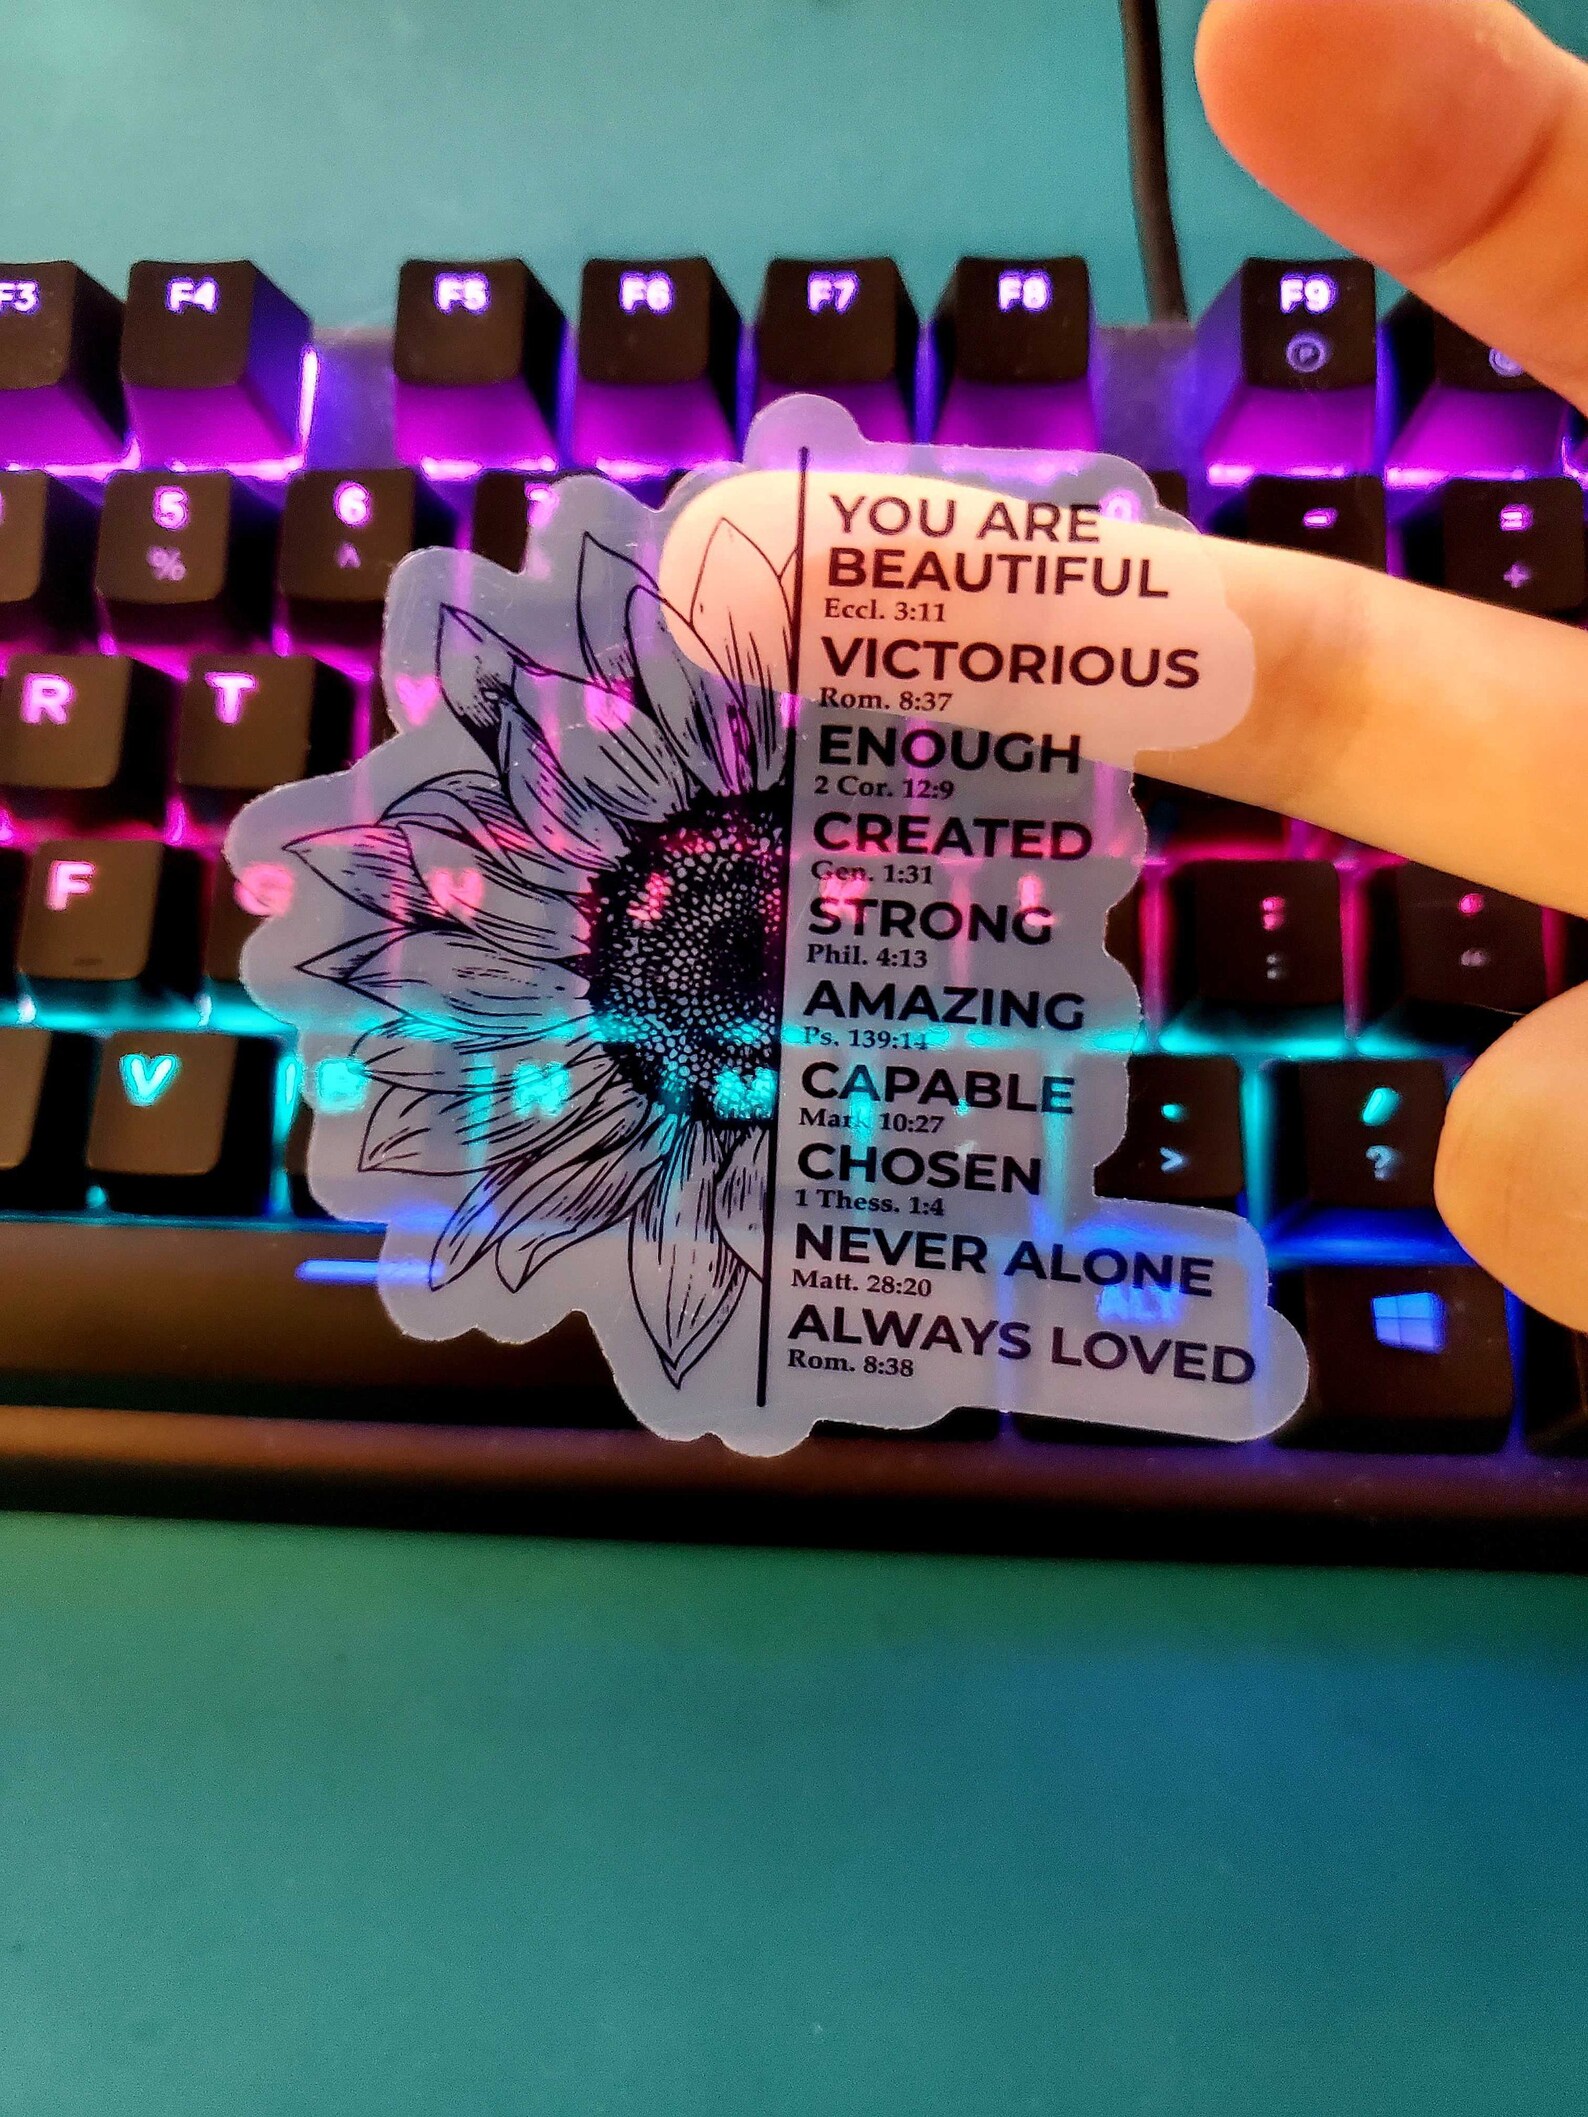 F3 F4 F5 F6 F7 F8 F9
5 6 - =
% ^ +
R T
F G H J K L ; "
V B N M > ?
ALT
YOU ARE
BEAUTIFUL
Eccl. 3:11
VICTORIOUS
Rom. 8:37
ENOUGH
2 Cor. 12:9
CREATED
Gen. 1:31
STRONG
Phil. 4:13
AMAZING
Ps. 139:14
CAPABLE
Mark 10:27
CHOSEN
1 Thess. 1:4
NEVER ALONE
Matt. 28:20
ALWAYS LOVED
Rom. 8:38